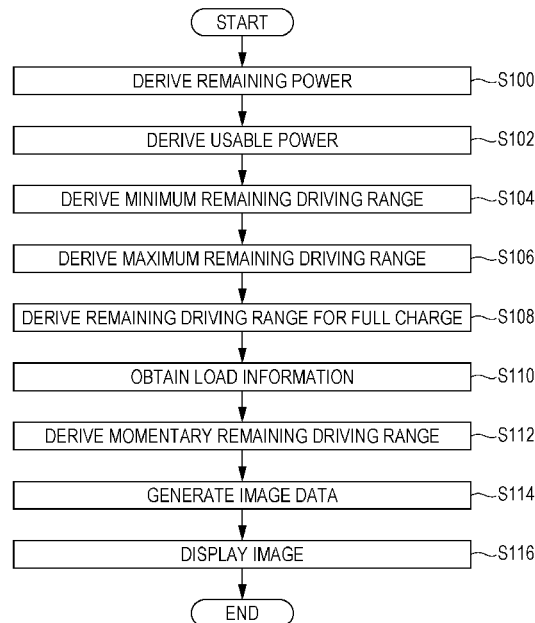 START
DERIVE REMAINING POWER
S100
DERIVE USABLE POWER
S102
DERIVE MINIMUM REMAINING DRIVING RANGE
S104
DERIVE MAXIMUM REMAINING DRIVING RANGE
S106
DERIVE REMAINING DRIVING RANGE FOR FULL CHARGE
S108
OBTAIN LOAD INFORMATION
S110
DERIVE MOMENTARY REMAINING DRIVING RANGE
S112
GENERATE IMAGE DATA
S114
DISPLAY IMAGE
S116
END